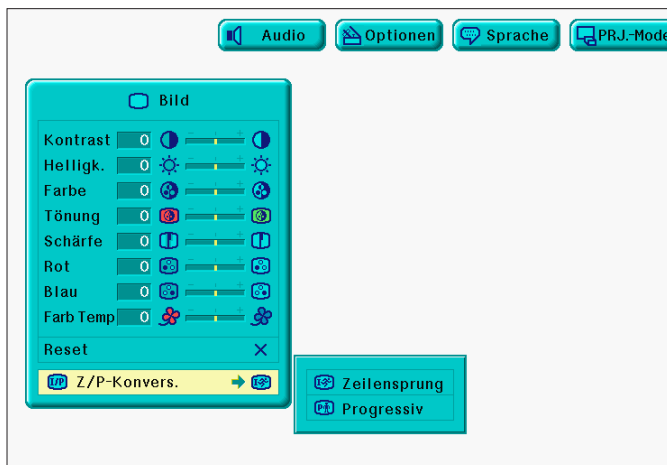 Audio
Optionen
Sprache
PRJ.-Mode
Bild
Kontrast 0
Helligk. 0
Farbe 0
Tönung 0
Schärfe 0
Rot 0
Blau 0
Farb Temp 0
Reset
I/P Z/P-Konvers.
Zeilensprung
Progressiv